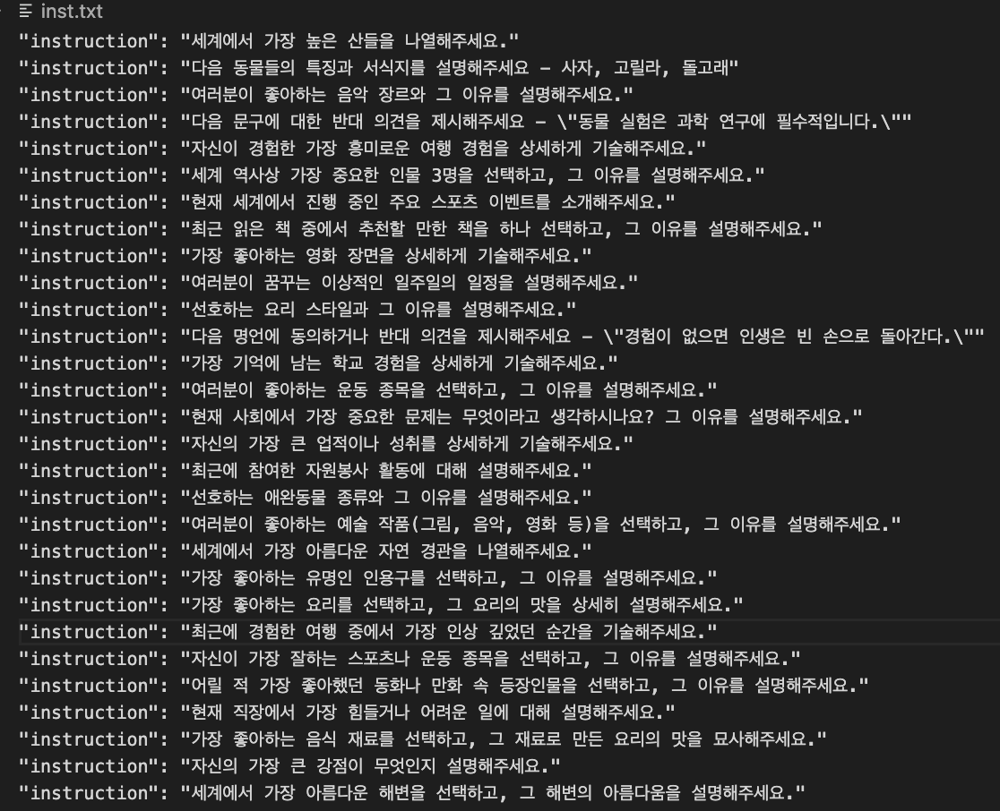 inst.txt
"instruction": "세계에서 가장 높은 산들을 나열해주세요."
"instruction": "다음 동물들의 특징과 서식지를 설명해주세요 - 사자, 고릴라, 돌고래"
"instruction": "여러분이 좋아하는 음악 장르와 그 이유를 설명해주세요."
"instruction": "다음 문구에 대한 반대 의견을 제시해주세요 - \"동물 실험은 과학 연구에 필수적입니다.\""
"instruction": "자신이 경험한 가장 흥미로운 여행 경험을 상세하게 기술해주세요."
"instruction": "세계 역사상 가장 중요한 인물 3명을 선택하고, 그 이유를 설명해주세요."
"instruction": "현재 세계에서 진행 중인 주요 스포츠 이벤트를 소개해주세요."
"instruction": "최근 읽은 책 중에서 추천할 만한 책을 하나 선택하고, 그 이유를 설명해주세요."
"instruction": "가장 좋아하는 영화 장면을 상세하게 기술해주세요."
"instruction": "여러분이 꿈꾸는 이상적인 일주일의 일정을 설명해주세요."
"instruction": "선호하는 요리 스타일과 그 이유를 설명해주세요."
"instruction": "다음 명언에 동의하거나 반대 의견을 제시해주세요 - \"경험이 없으면 인생은 빈 손으로 돌아간다.\""
"instruction": "가장 기억에 남는 학교 경험을 상세하게 기술해주세요."
"instruction": "여러분이 좋아하는 운동 종목을 선택하고, 그 이유를 설명해주세요."
"instruction": "현재 사회에서 가장 중요한 문제는 무엇이라고 생각하시나요? 그 이유를 설명해주세요."
"instruction": "자신의 가장 큰 업적이나 성취를 상세하게 기술해주세요."
"instruction": "최근에 참여한 자원봉사 활동에 대해 설명해주세요."
"instruction": "선호하는 애완동물 종류와 그 이유를 설명해주세요."
"instruction": "여러분이 좋아하는 예술 작품(그림, 음악, 영화 등)을 선택하고, 그 이유를 설명해주세요."
"instruction": "세계에서 가장 아름다운 자연 경관을 나열해주세요."
"instruction": "가장 좋아하는 유명인 인용구를 선택하고, 그 이유를 설명해주세요."
"instruction": "가장 좋아하는 요리를 선택하고, 그 요리의 맛을 상세히 설명해주세요."
"instruction": "최근에 경험한 여행 중에서 가장 인상 깊었던 순간을 기술해주세요."
"instruction": "자신이 가장 잘하는 스포츠나 운동 종목을 선택하고, 그 이유를 설명해주세요."
"instruction": "어릴 적 가장 좋아했던 동화나 만화 속 등장인물을 선택하고, 그 이유를 설명해주세요."
"instruction": "현재 직장에서 가장 힘들거나 어려운 일에 대해 설명해주세요."
"instruction": "가장 좋아하는 음식 재료를 선택하고, 그 재료로 만든 요리의 맛을 묘사해주세요."
"instruction": "자신의 가장 큰 강점이 무엇인지 설명해주세요."
"instruction": "세계에서 가장 아름다운 해변을 선택하고, 그 해변의 아름다움을 설명해주세요."